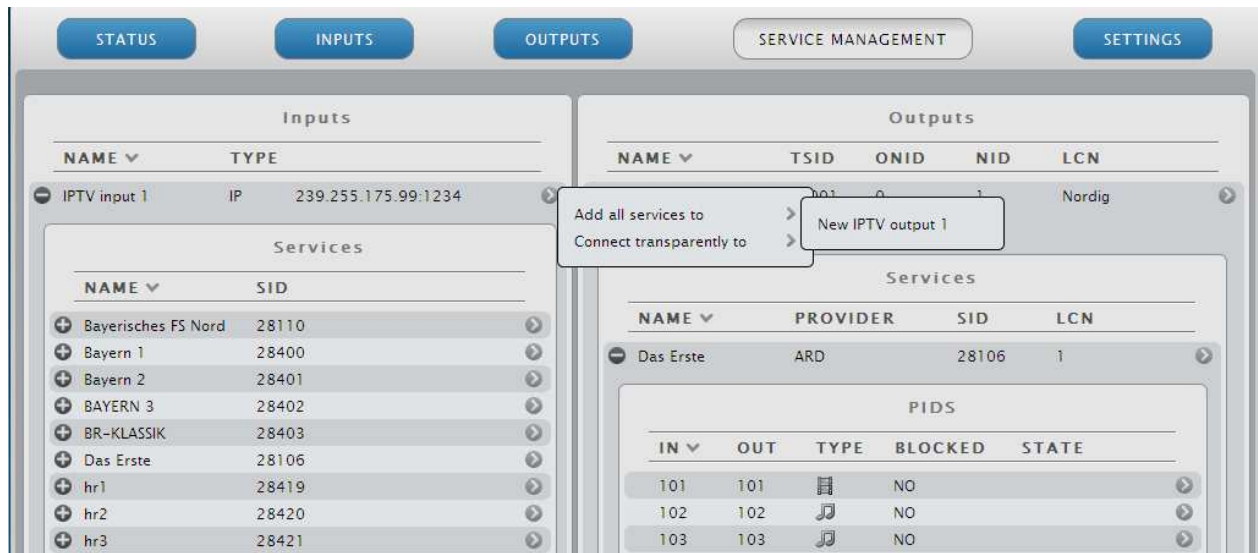 STATUS INPUTS OUTPUTS SERVICE MANAGEMENT SETTINGS
Inputs
NAME TYPE
IPTV input 1 IP 239.255.175.99:1234
Services
NAME SID
Bayerisches FS Nord 28110
Bayern 1 28400
Bayern 2 28401
BAYERN 3 28402
BR-KLASSIK 28403
Das Erste 28106
hr1 28419
hr2 28420
hr3 28421
Add all services to
Connect transparently to
New IPTV output 1
Outputs
NAME TSID ONID NID LCN
Nordig
Services
NAME PROVIDER SID LCN
Das Erste ARD 28106 1
PIDS
IN OUT TYPE BLOCKED STATE
101 101 NO
102 102 NO
103 103 NO